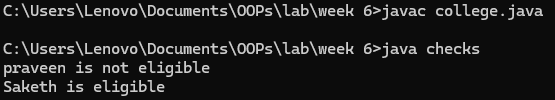 C:\Users\Lenovo\Documents\OOPs\lab\week 6>javac college.java
C:\Users\Lenovo\Documents\OOPs\lab\week 6>java checks
praveen is not eligible
Saketh is eligible